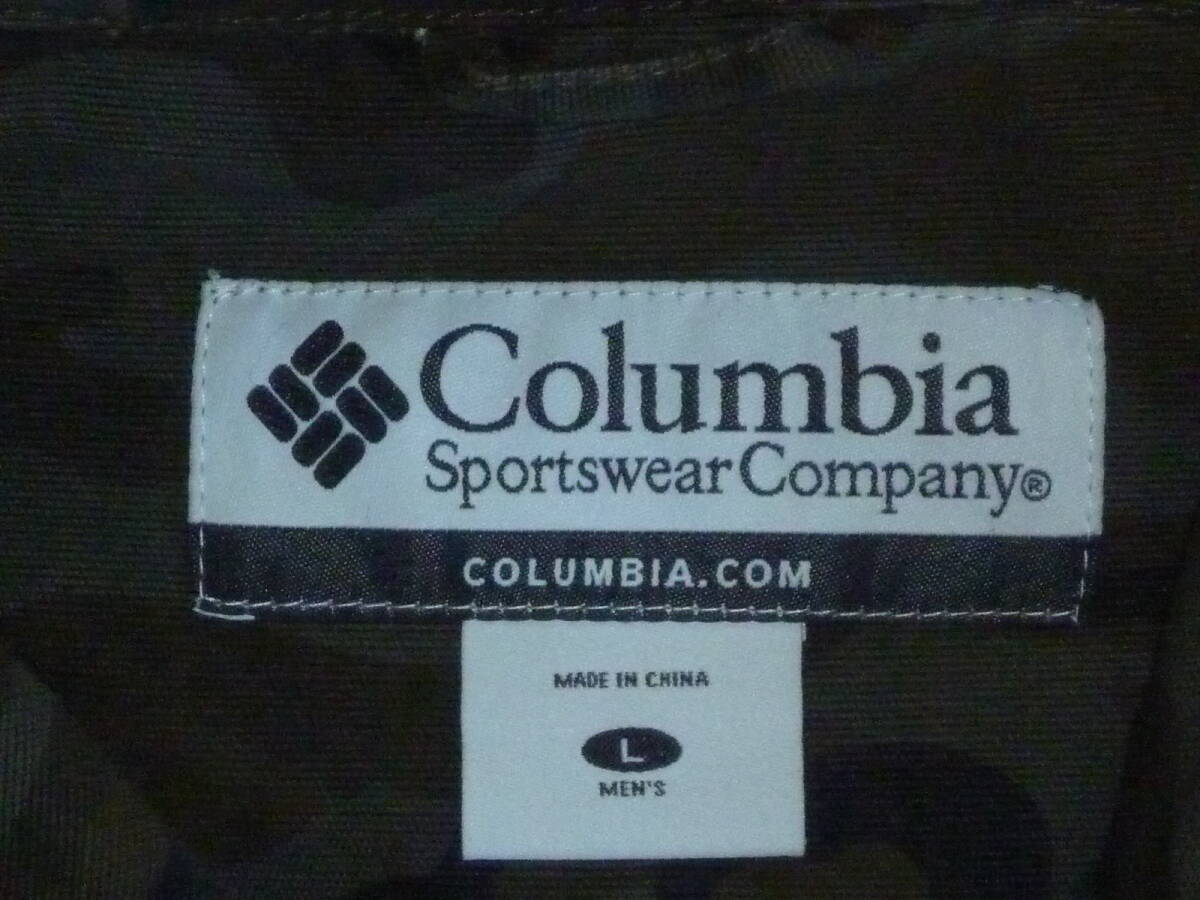 Columbia
Sportswear Company®
COLUMBIA.COM
MADE IN CHINA
L
MEN'S